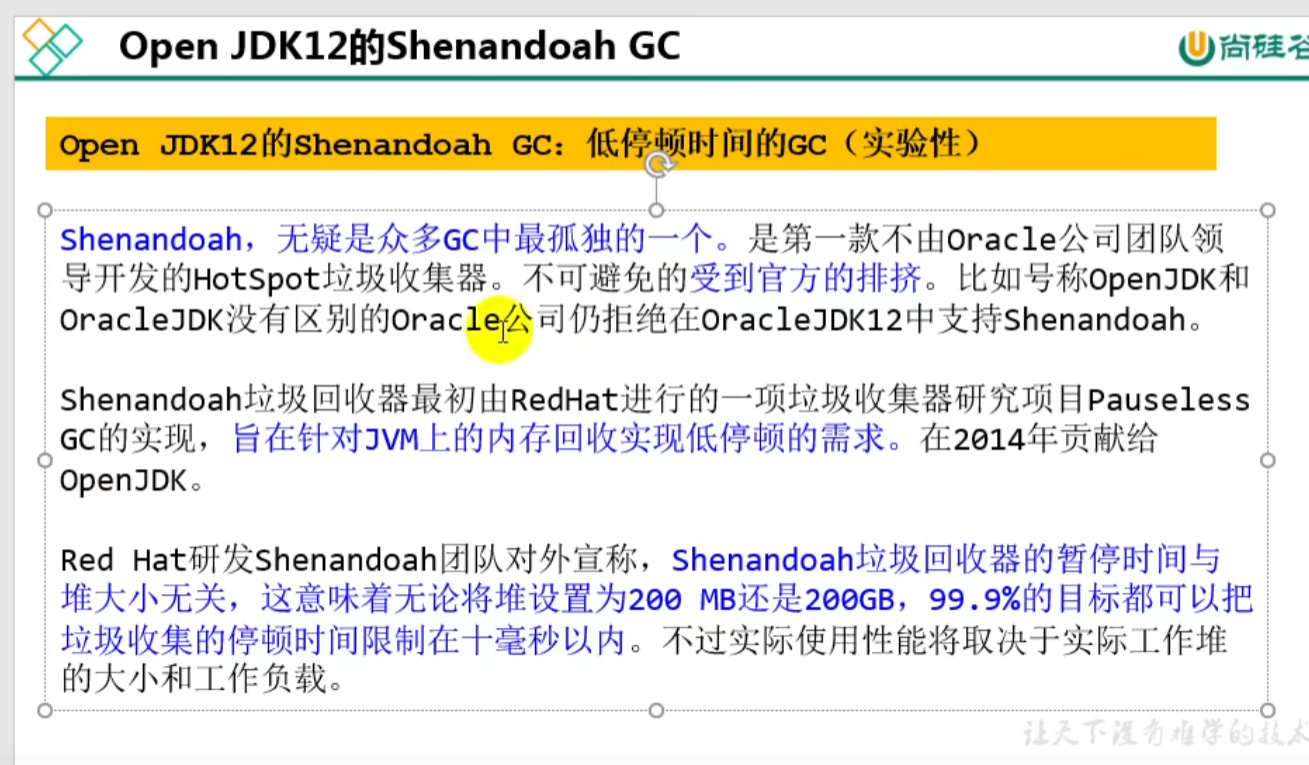 Open JDK12的Shenandoah GC
尚硅谷
Open JDK12的Shenandoah GC：低停顿时间的GC（实验性）
Shenandoah，无疑是众多GC中最孤独的一个。是第一款不由Oracle公司团队领
导开发的HotSpot垃圾收集器。不可避免的受到官方的排挤。比如号称OpenJDK和
OracleJDK没有区别的Oracle公司仍拒绝在OracleJDK12中支持Shenandoah。
Shenandoah垃圾回收器最初由RedHat进行的一项垃圾收集器研究项目Pauseless
GC的实现，旨在针对JVM上的内存回收实现低停顿的需求。在2014年贡献给
OpenJDK。
Red Hat研发Shenandoah团队对外宣称，Shenandoah垃圾回收器的暂停时间与
堆大小无关，这意味着无论将堆设置为200 MB还是200GB，99.9%的目标都可以把
垃圾收集的停顿时间限制在十毫秒以内。不过实际使用性能将取决于实际工作堆
的大小和工作负载。
让天下没有难学的技术